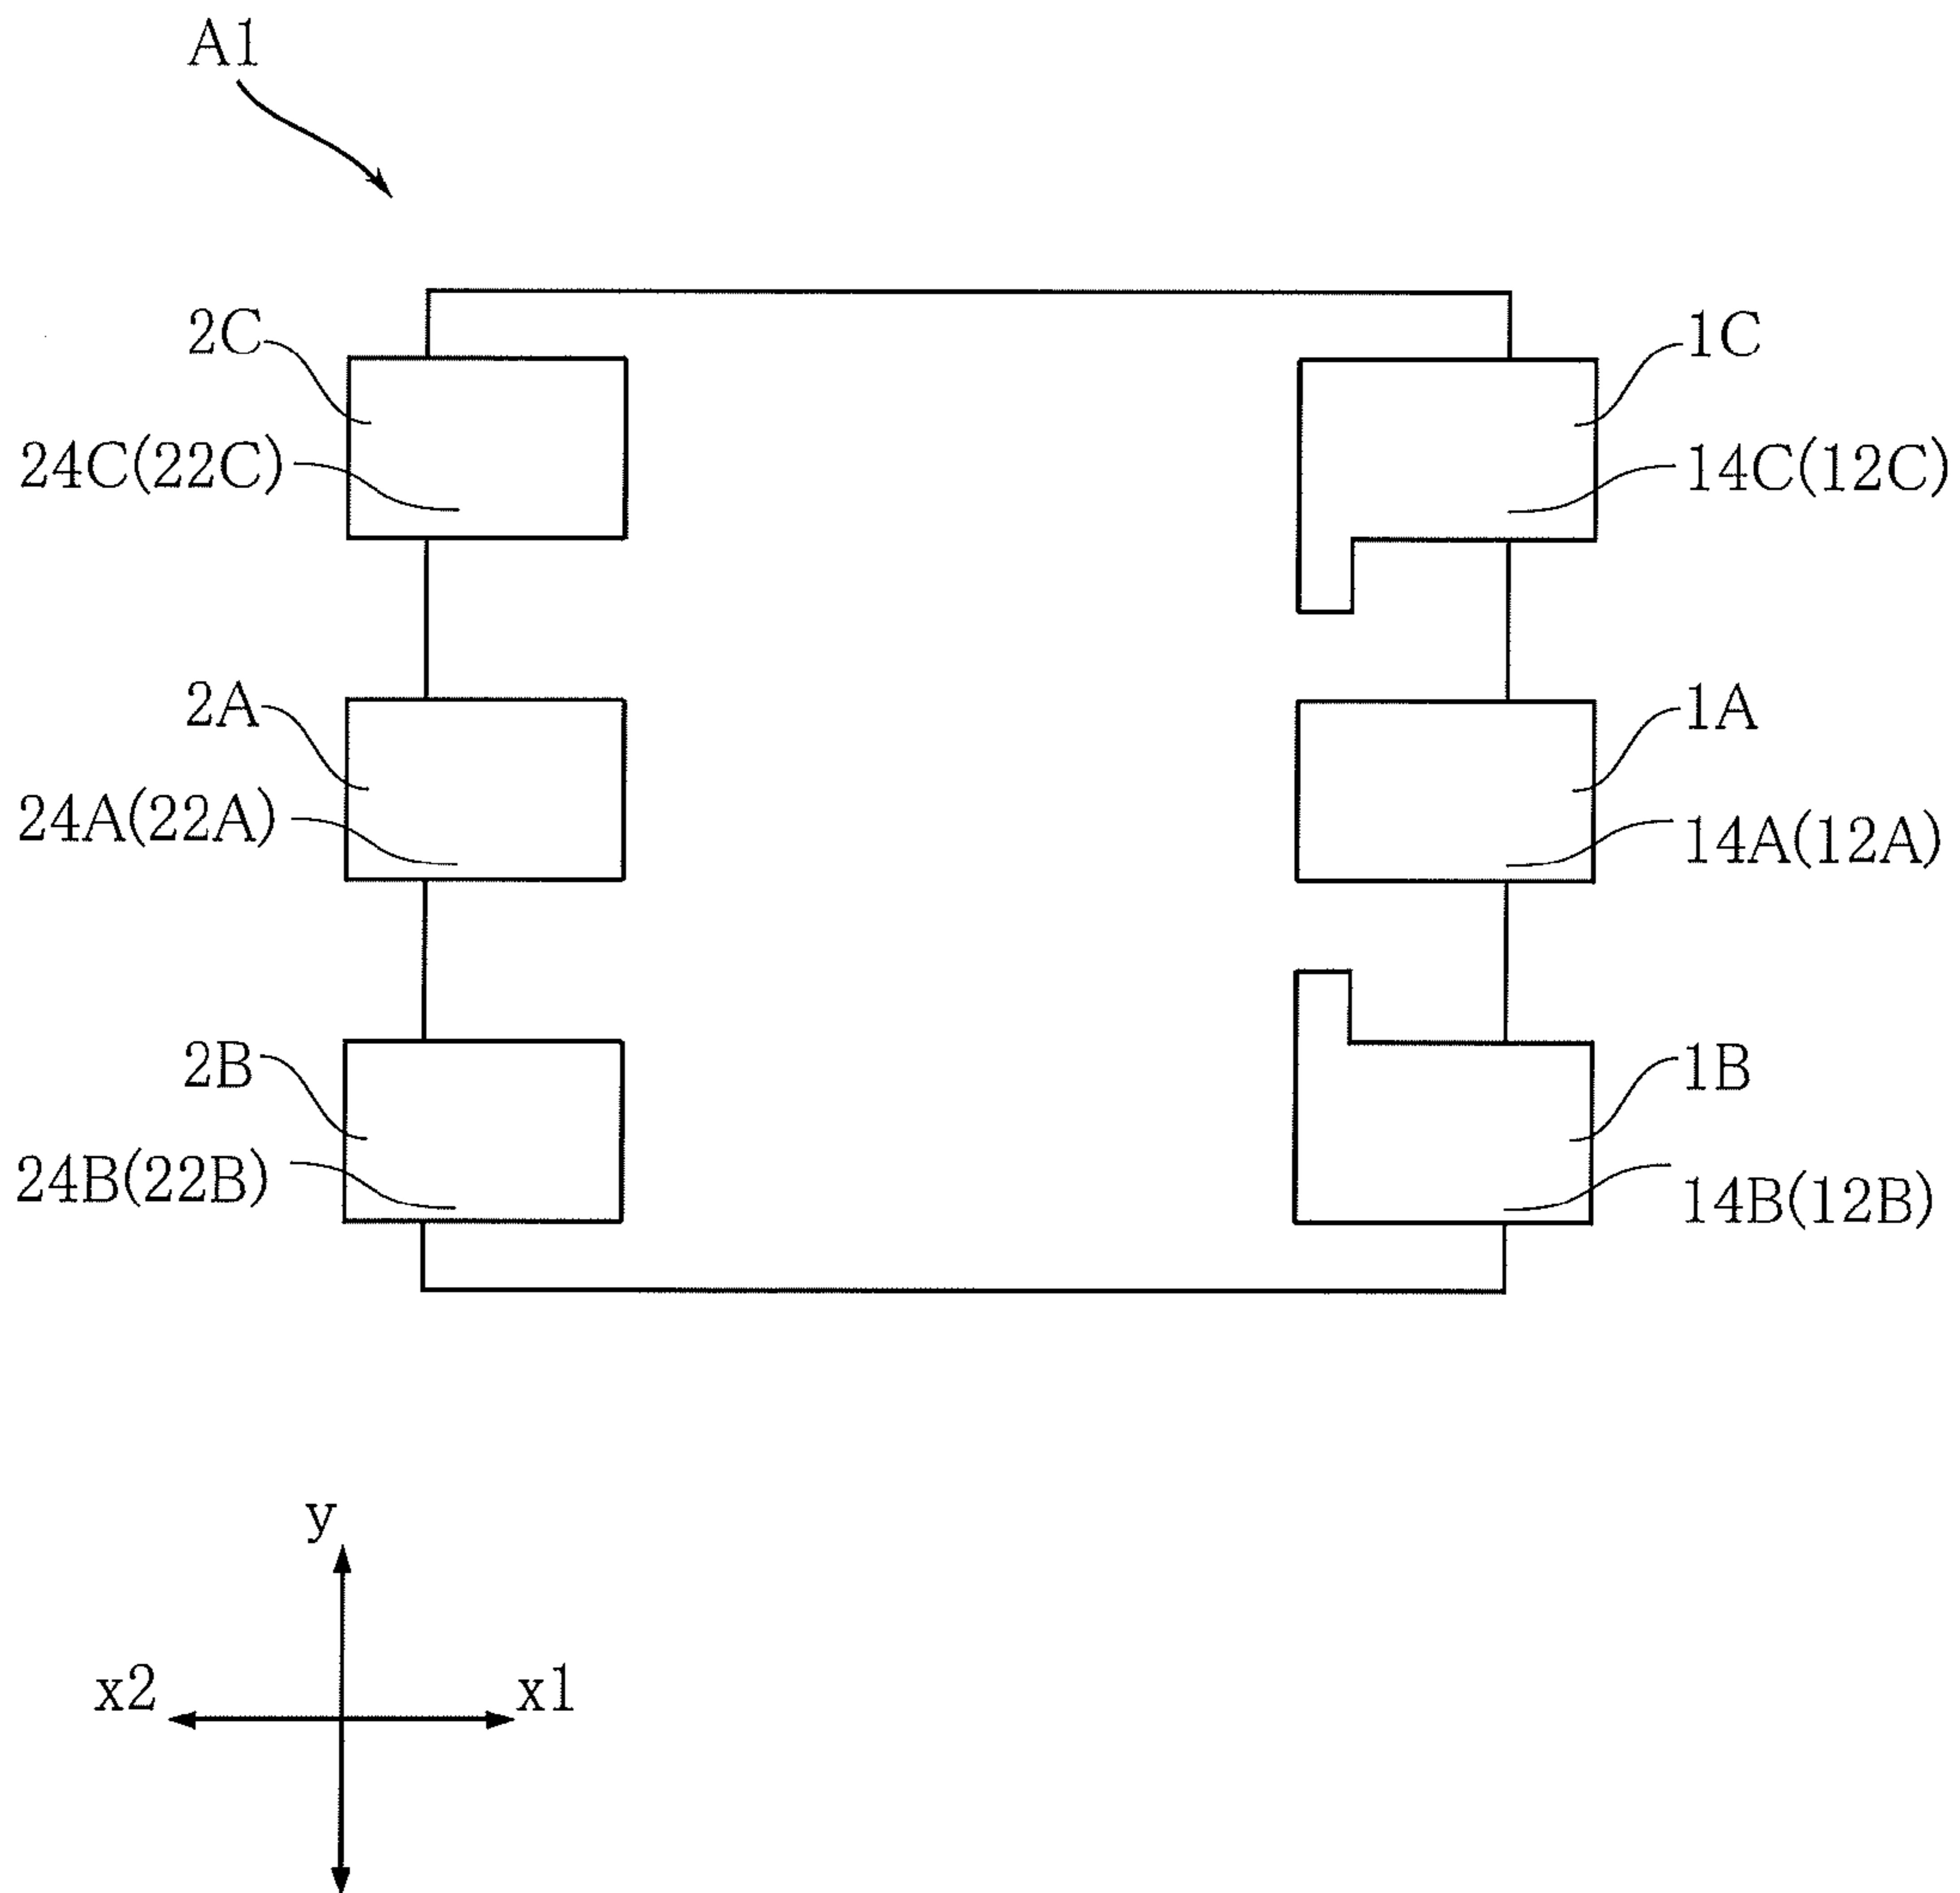 A1
2C
1C
24C(22C)
14C(12C)
2A
1A
24A(22A)
14A(12A)
2B
1B
24B(22B)
14B(12B)
y
x2
x1